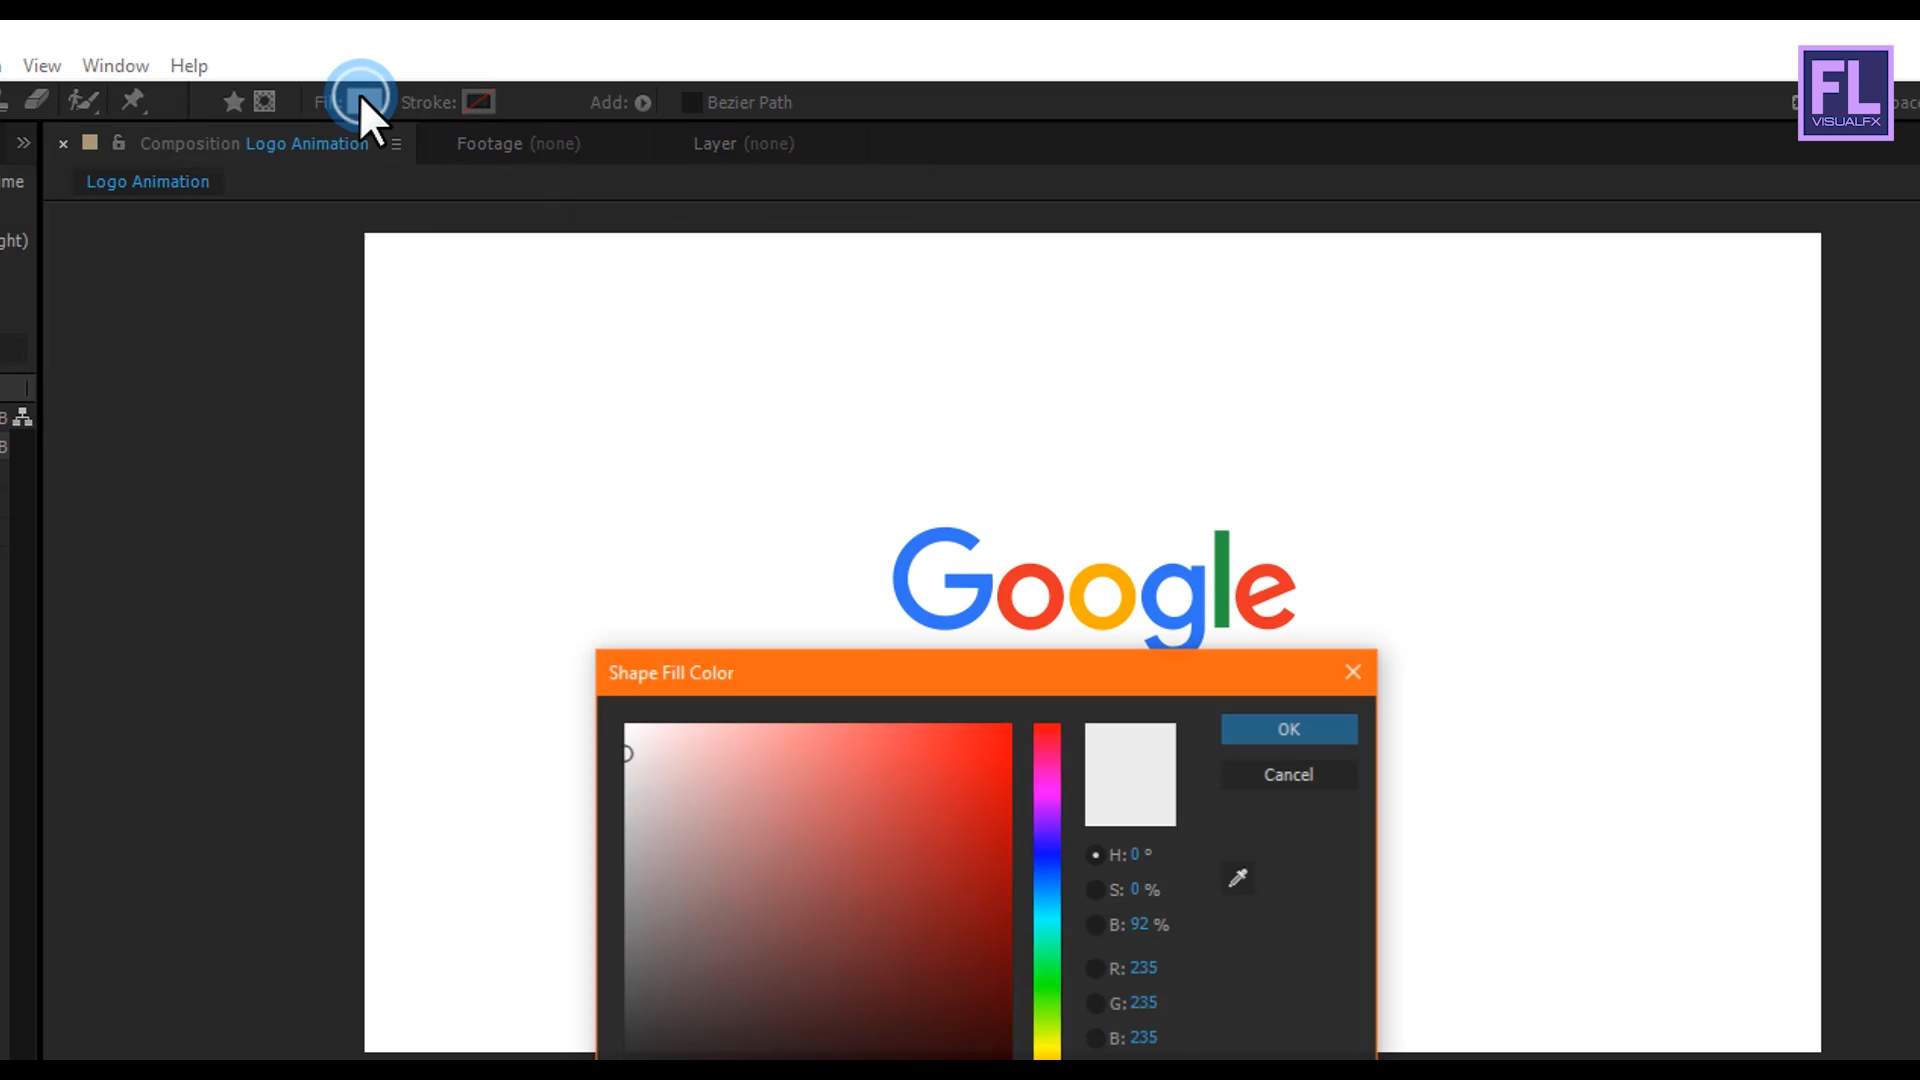 View Window Help
FL
VISUALFX
Stroke: Add: Bezier Path
Composition Logo Animation Footage (none) Layer (none)
Logo Animation
Google
Shape Fill Color
OK
Cancel
H: 0 °
S: 0 %
B: 92 %
R: 235
G: 235
B: 235